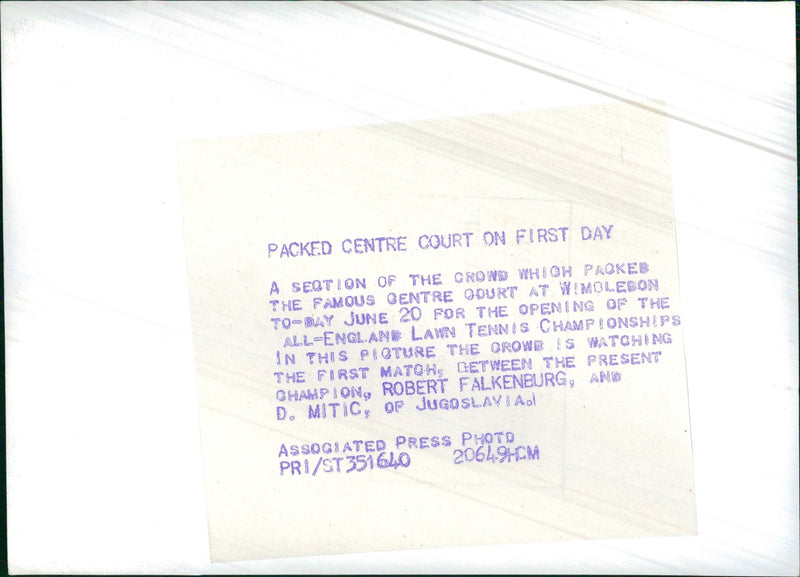 PACKED CENTRE COURT ON FIRST DAY
A SECTION OF THE CROWD WHICH PACKED
THE FAMOUS CENTRE COURT AT WIMBLEDON
TO-DAY JUNE 20 FOR THE OPENING OF THE
ALL-ENGLAND LAWN TENNIS CHAMPIONSHIPS
IN THIS PICTURE THE CROWD IS WATCHING
THE FIRST MATCH, BETWEEN THE PRESENT
CHAMPION, ROBERT FALKENBURG, AND
D. MITIC, OF JUGOSLAVIA.
ASSOCIATED PRESS PHOTO
PRI/ST351640 20649HCM